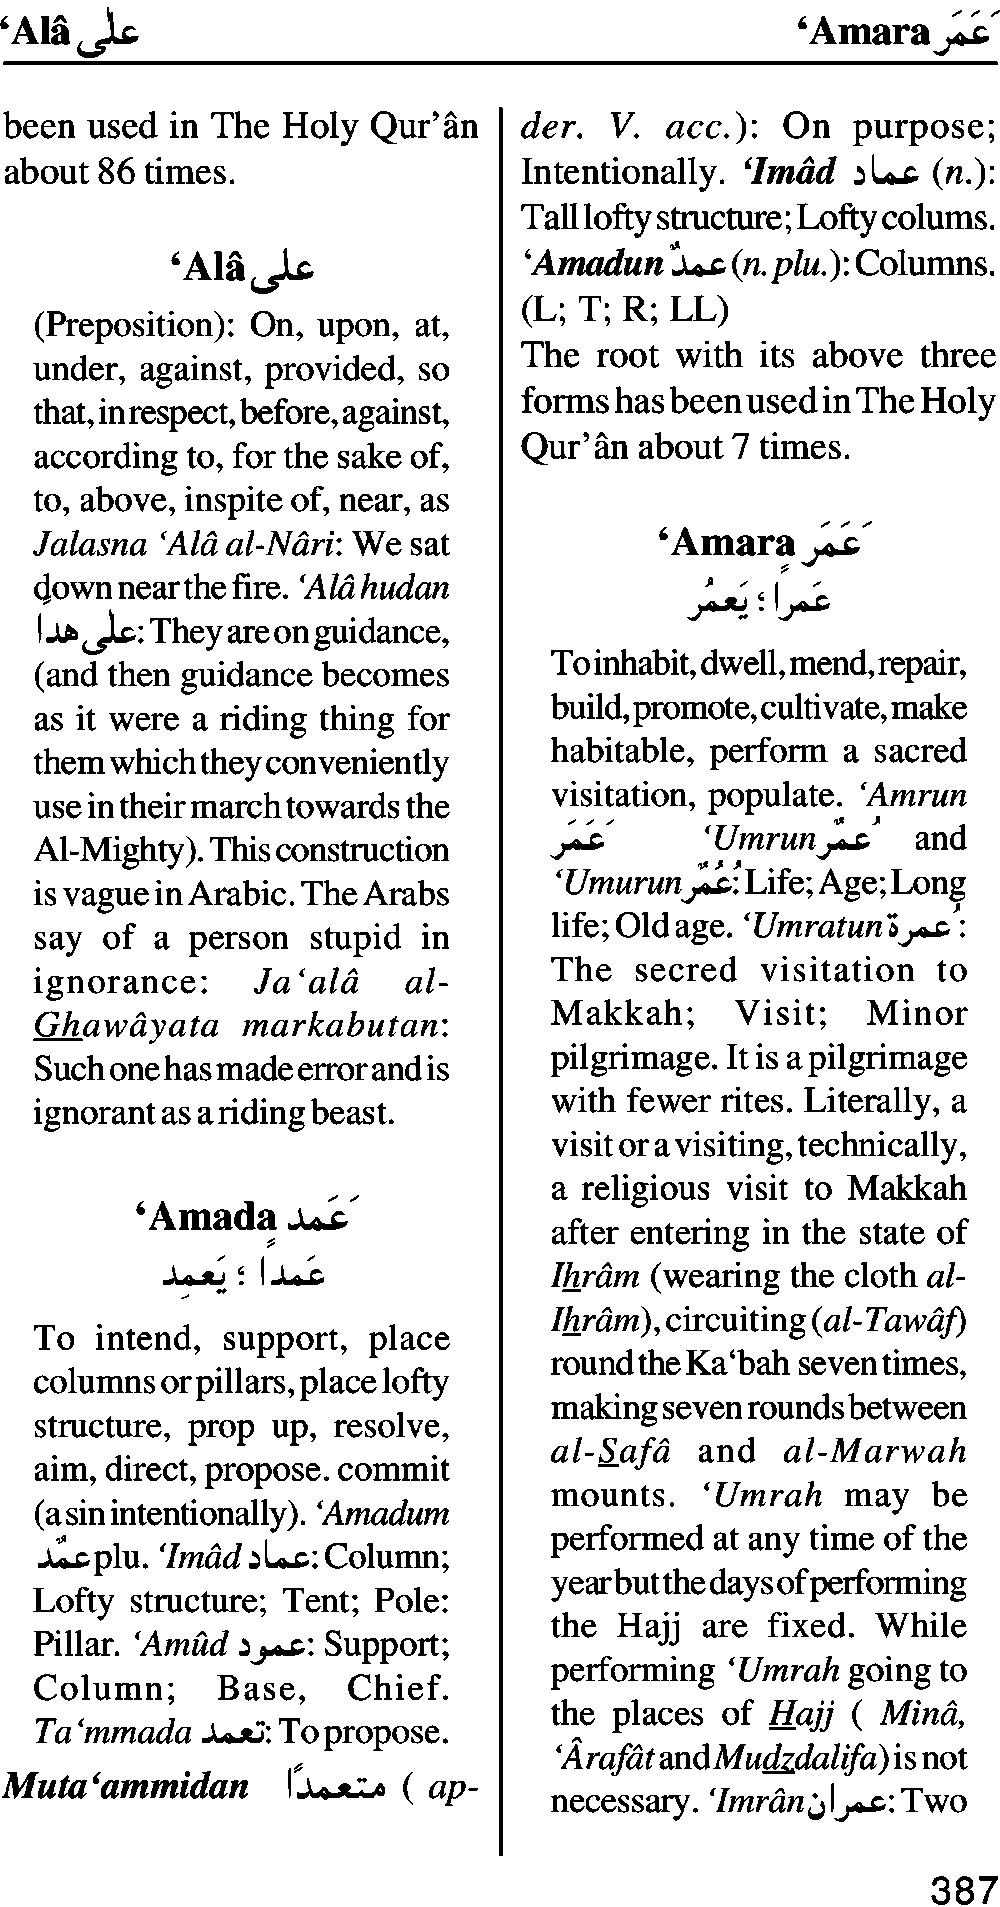 ‘Alâ على
‘Amara عَمَرَ
been used in The Holy Qur’ân
about 86 times.
‘Alâ على
(Preposition): On, upon, at,
under, against, provided, so
that, in respect, before, against,
according to, for the sake of,
to, above, inspite of, near, as
Jalasna ‘Alâ al-Nâri: We sat
down near the fire. ‘Alâ hudan
على هداً: They are on guidance,
(and then guidance becomes
as it were a riding thing for
them which they conveniently
use in their march towards the
Al-Mighty). This construction
is vague in Arabic. The Arabs
say of a person stupid in
ignorance: Ja‘alâ al-
Ghawâyata markabutan:
Such one has made error and is
ignorant as a riding beast.
‘Amada عَمَد
عَمداً ؛ يَعمِد
To intend, support, place
columns or pillars, place lofty
structure, prop up, resolve,
aim, direct, propose. commit
(a sin intentionally). ‘Amadum
عمٌد plu. ‘Imâd عماد: Column;
Lofty structure; Tent; Pole:
Pillar. ‘Amûd عمود: Support;
Column; Base, Chief.
Ta‘mmada تعمد: To propose.
Muta‘ammidan متعمداً ( ap-
der. V. acc.): On purpose;
Intentionally. ‘Imâd عماد (n.):
Tall lofty structure; Lofty colums.
‘Amadun عمدٌ (n. plu.): Columns.
(L; T; R; LL)
The root with its above three
forms has been used in The Holy
Qur’ân about 7 times.
‘Amara عَمَرَ
عَمراً ؛ يَعمُر
To inhabit, dwell, mend, repair,
build, promote, cultivate, make
habitable, perform a sacred
visitation, populate. ‘Amrun
عَمَرَ ‘Umrun عُمرٌ and
‘Umurun عُمُرٌ: Life; Age; Long
life; Old age. ‘Umratun عُمرة:
The secred visitation to
Makkah; Visit; Minor
pilgrimage. It is a pilgrimage
with fewer rites. Literally, a
visit or a visiting, technically,
a religious visit to Makkah
after entering in the state of
Ihrâm (wearing the cloth al-
Ihrâm), circuiting (al-Tawâf)
round the Ka‘bah seven times,
making seven rounds between
al-Safâ and al-Marwah
mounts. ‘Umrah may be
performed at any time of the
year but the days of performing
the Hajj are fixed. While
performing ‘Umrah going to
the places of Hajj ( Minâ,
‘Ârafât and Mudzdalifa) is not
necessary. ‘Imrân عمران: Two
387